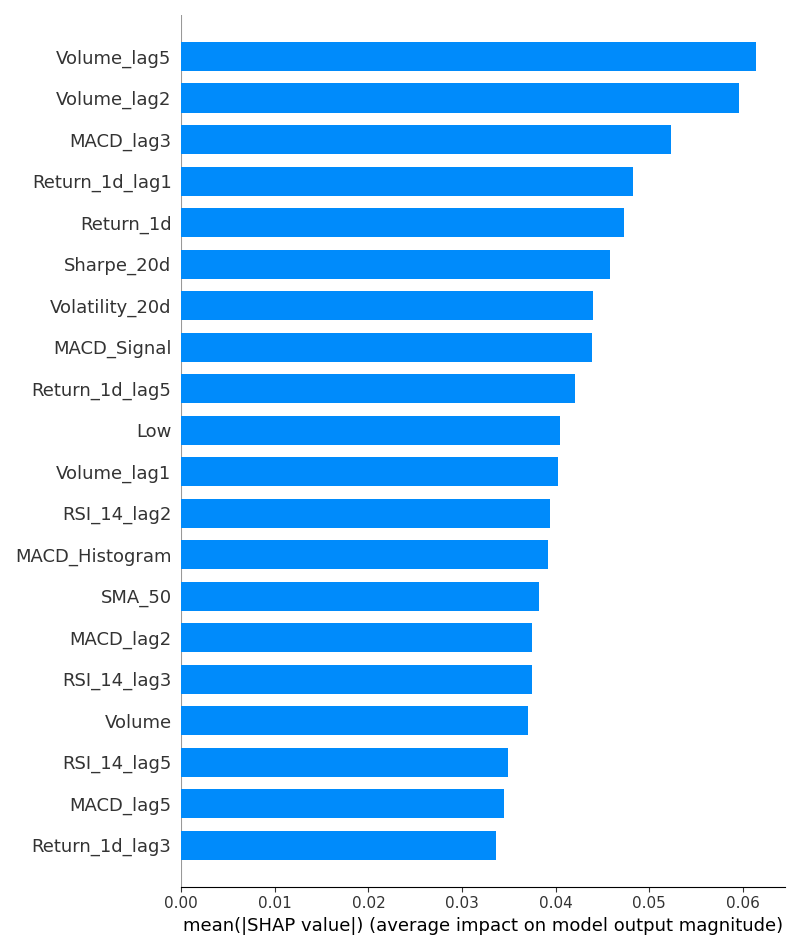 Volume_lag5
Volume_lag2
MACD_lag3
Return_1d_lag1
Return_1d
Sharpe_20d
Volatility_20d
MACD_Signal
Return_1d_lag5
Low
Volume_lag1
RSI_14_lag2
MACD_Histogram
SMA_50
MACD_lag2
RSI_14_lag3
Volume
RSI_14_lag5
MACD_lag5
Return_1d_lag3
0.00 0.01 0.02 0.03 0.04 0.05 0.06
mean(|SHAP value|) (average impact on model output magnitude)